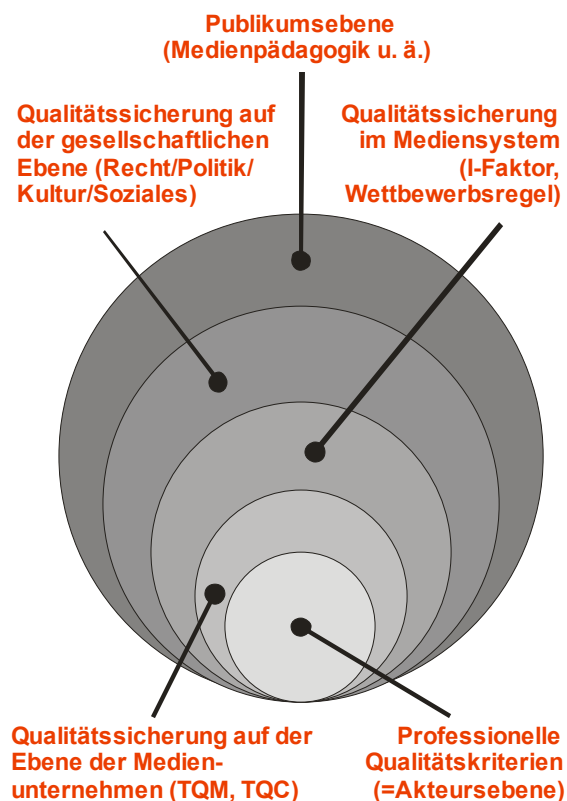 Publikumsebene
(Medienpädagogik u. ä.)
Qualitätssicherung auf
der gesellschaftlichen
Ebene (Recht/Politik/
Kultur/Soziales)
Qualitätssicherung
im Mediensystem
(I-Faktor,
Wettbewerbsregel)
Qualitätssicherung auf der
Ebene der Medien-
unternehmen (TQM, TQC)
Professionelle
Qualitätskriterien
(=Akteursebene)